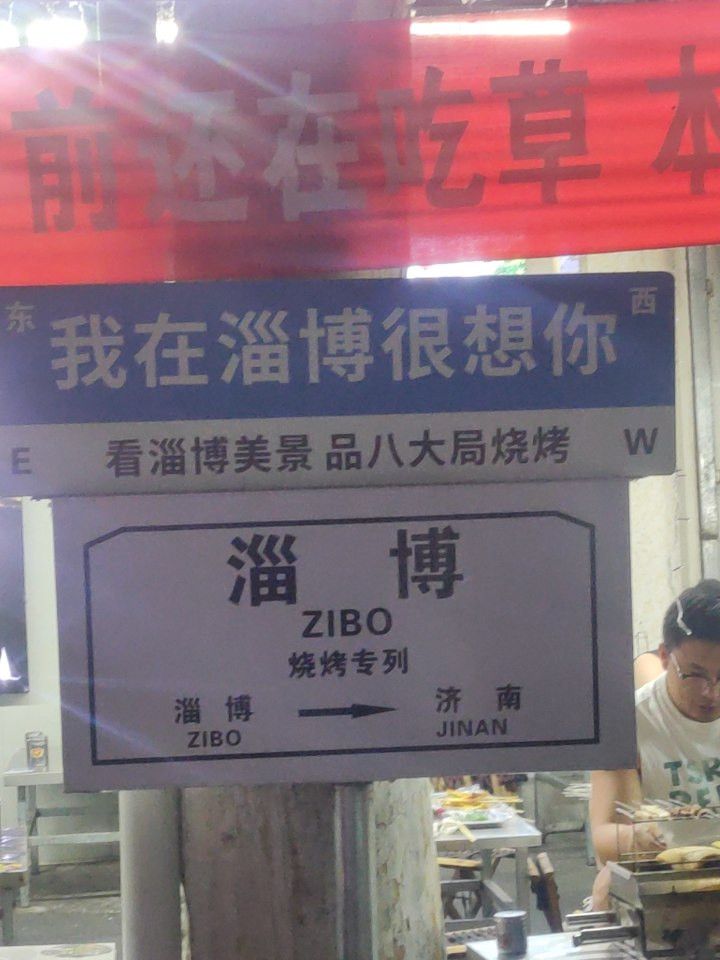 前还在吃草 本
东 西
我在淄博很想你
E 看淄博美景 品八大局烧烤 W
淄 博
ZIBO
烧烤专列
淄 博 济 南
ZIBO JINAN